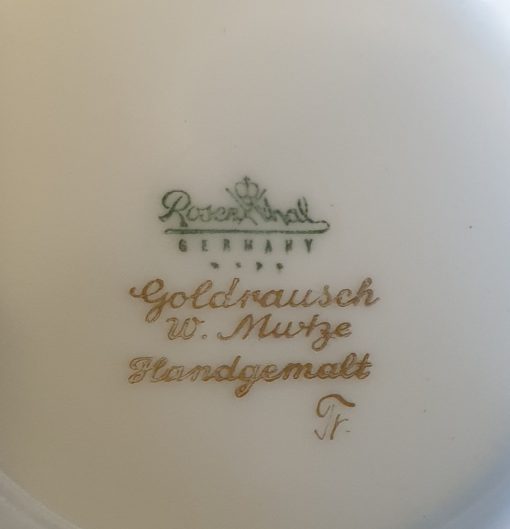 Rosenthal
GERMANY
Goldrausch
W. Mutze
Handgemalt
Tr.